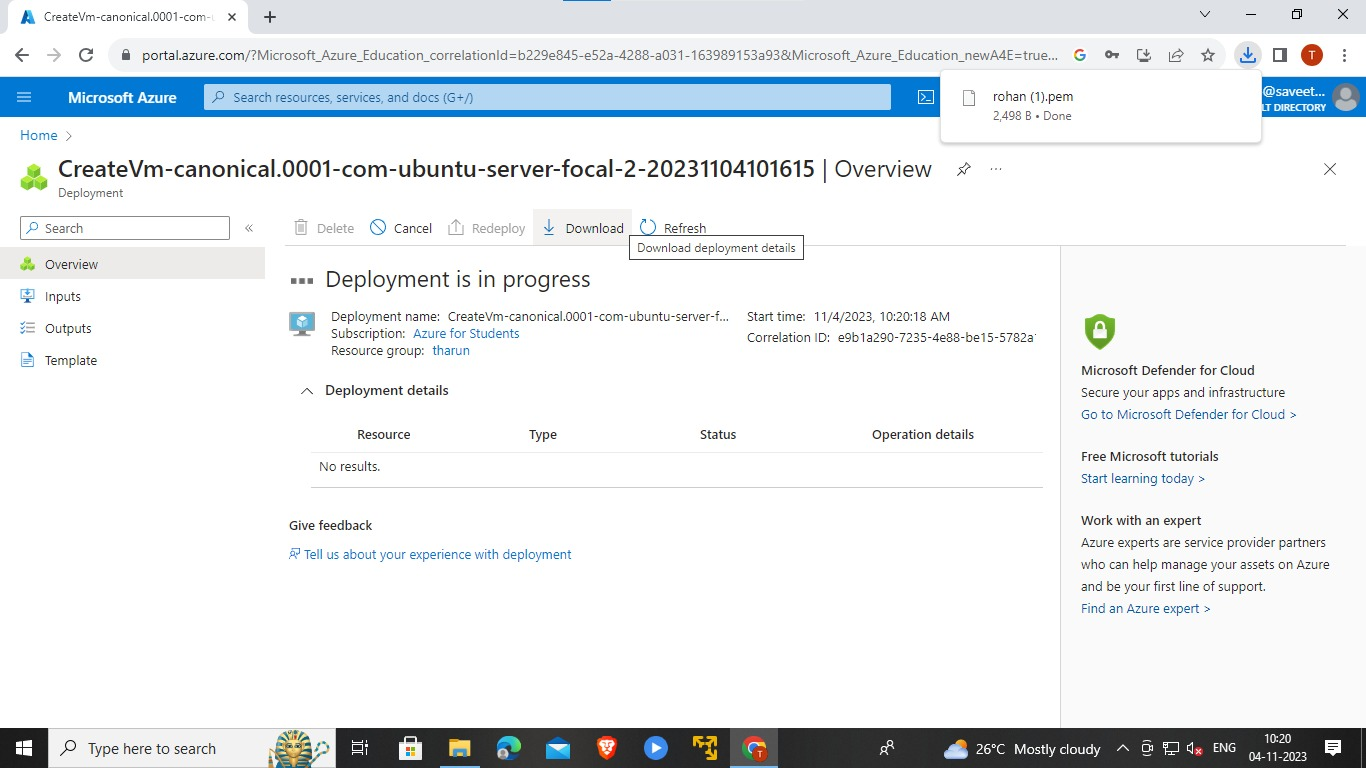 CreateVm-canonical.0001-com-u
portal.azure.com/?Microsoft_Azure_Education_correlationId=b229e845-e52a-4288-a031-163989153a93&Microsoft_Azure_Education_newA4E=true...
T
Microsoft Azure
Search resources, services, and docs (G+/)
@saveet...
LT DIRECTORY
rohan (1).pem
2,498 B • Done
Home
CreateVm-canonical.0001-com-ubuntu-server-focal-2-20231104101615 | Overview
Deployment
Search
Overview
Inputs
Outputs
Template
Delete
Cancel
Redeploy
Download
Refresh
Download deployment details
Deployment is in progress
Deployment name: CreateVm-canonical.0001-com-ubuntu-server-f...
Subscription: Azure for Students
Resource group: tharun
Start time: 11/4/2023, 10:20:18 AM
Correlation ID: e9b1a290-7235-4e88-be15-5782a
Deployment details
Resource Type Status Operation details
No results.
Give feedback
Tell us about your experience with deployment
Microsoft Defender for Cloud
Secure your apps and infrastructure
Go to Microsoft Defender for Cloud >
Free Microsoft tutorials
Start learning today >
Work with an expert
Azure experts are service provider partners
who can help manage your assets on Azure
and be your first line of support.
Find an Azure expert >
Type here to search
T
26°C Mostly cloudy
ENG
10:20
04-11-2023